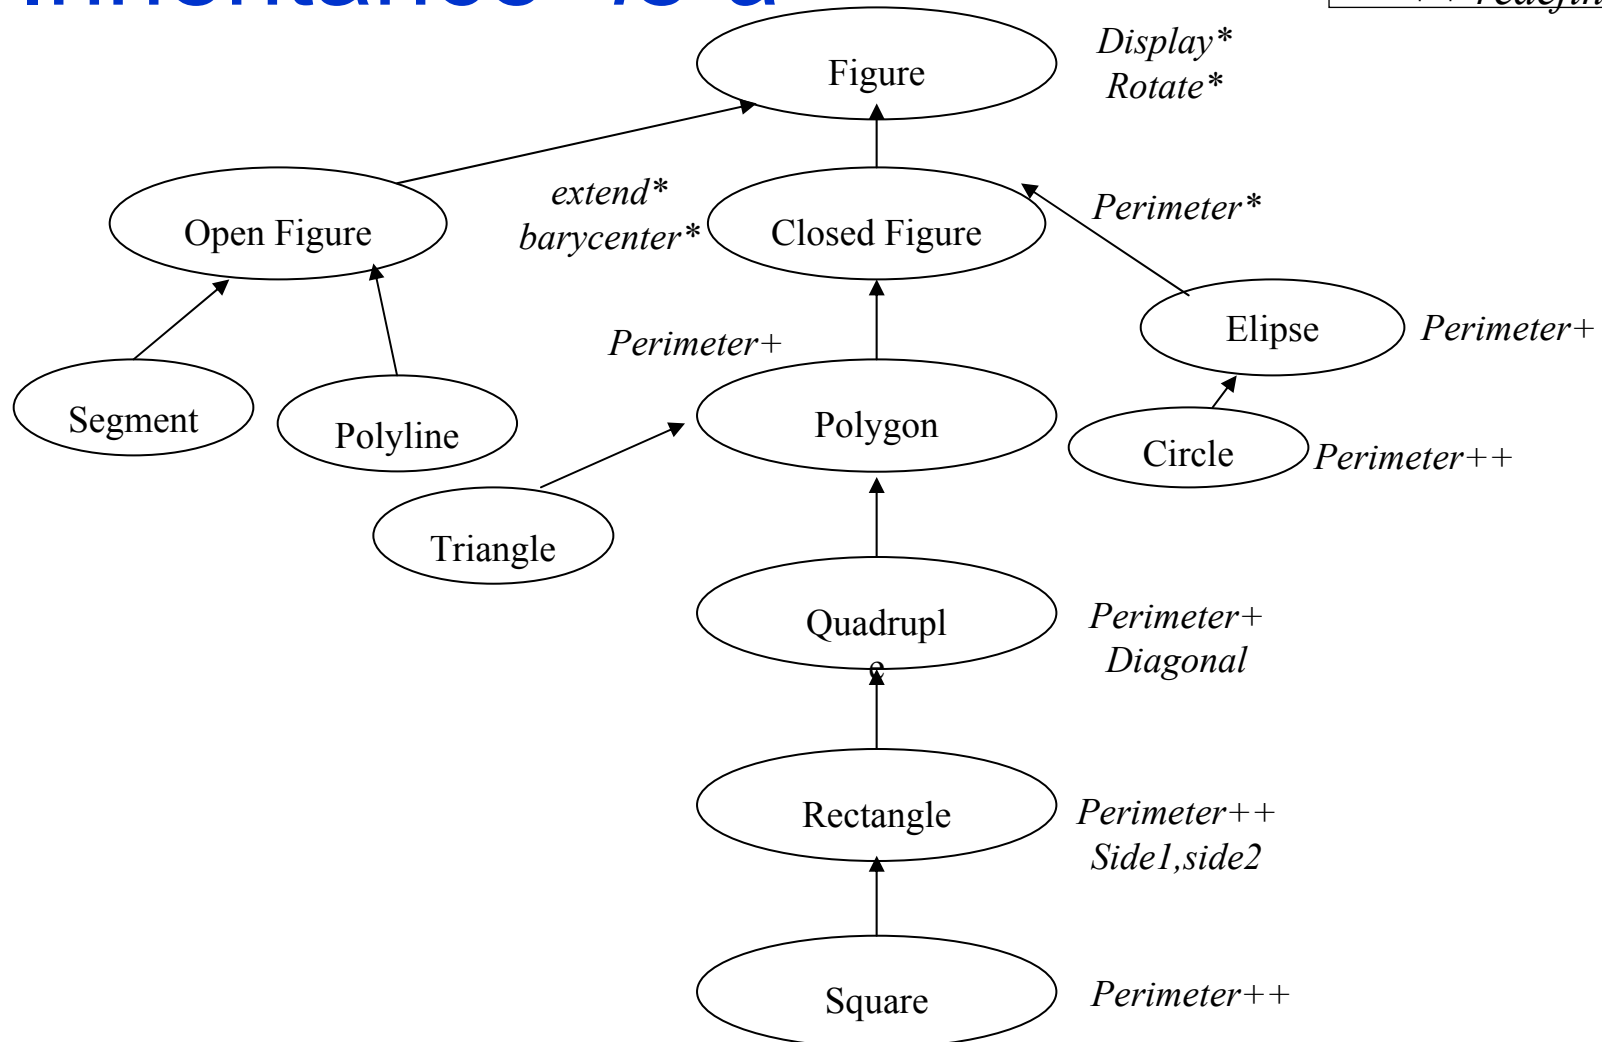 Inheritance
Figure
Display*
Rotate*
Open Figure
extend*
barycenter*
Closed Figure
Perimeter*
Elipse
Perimeter+
Perimeter+
Segment
Polyline
Polygon
Circle
Perimeter++
Triangle
Quadrupl
e
Perimeter+
Diagonal
Rectangle
Perimeter++
Side1,side2
Square
Perimeter++